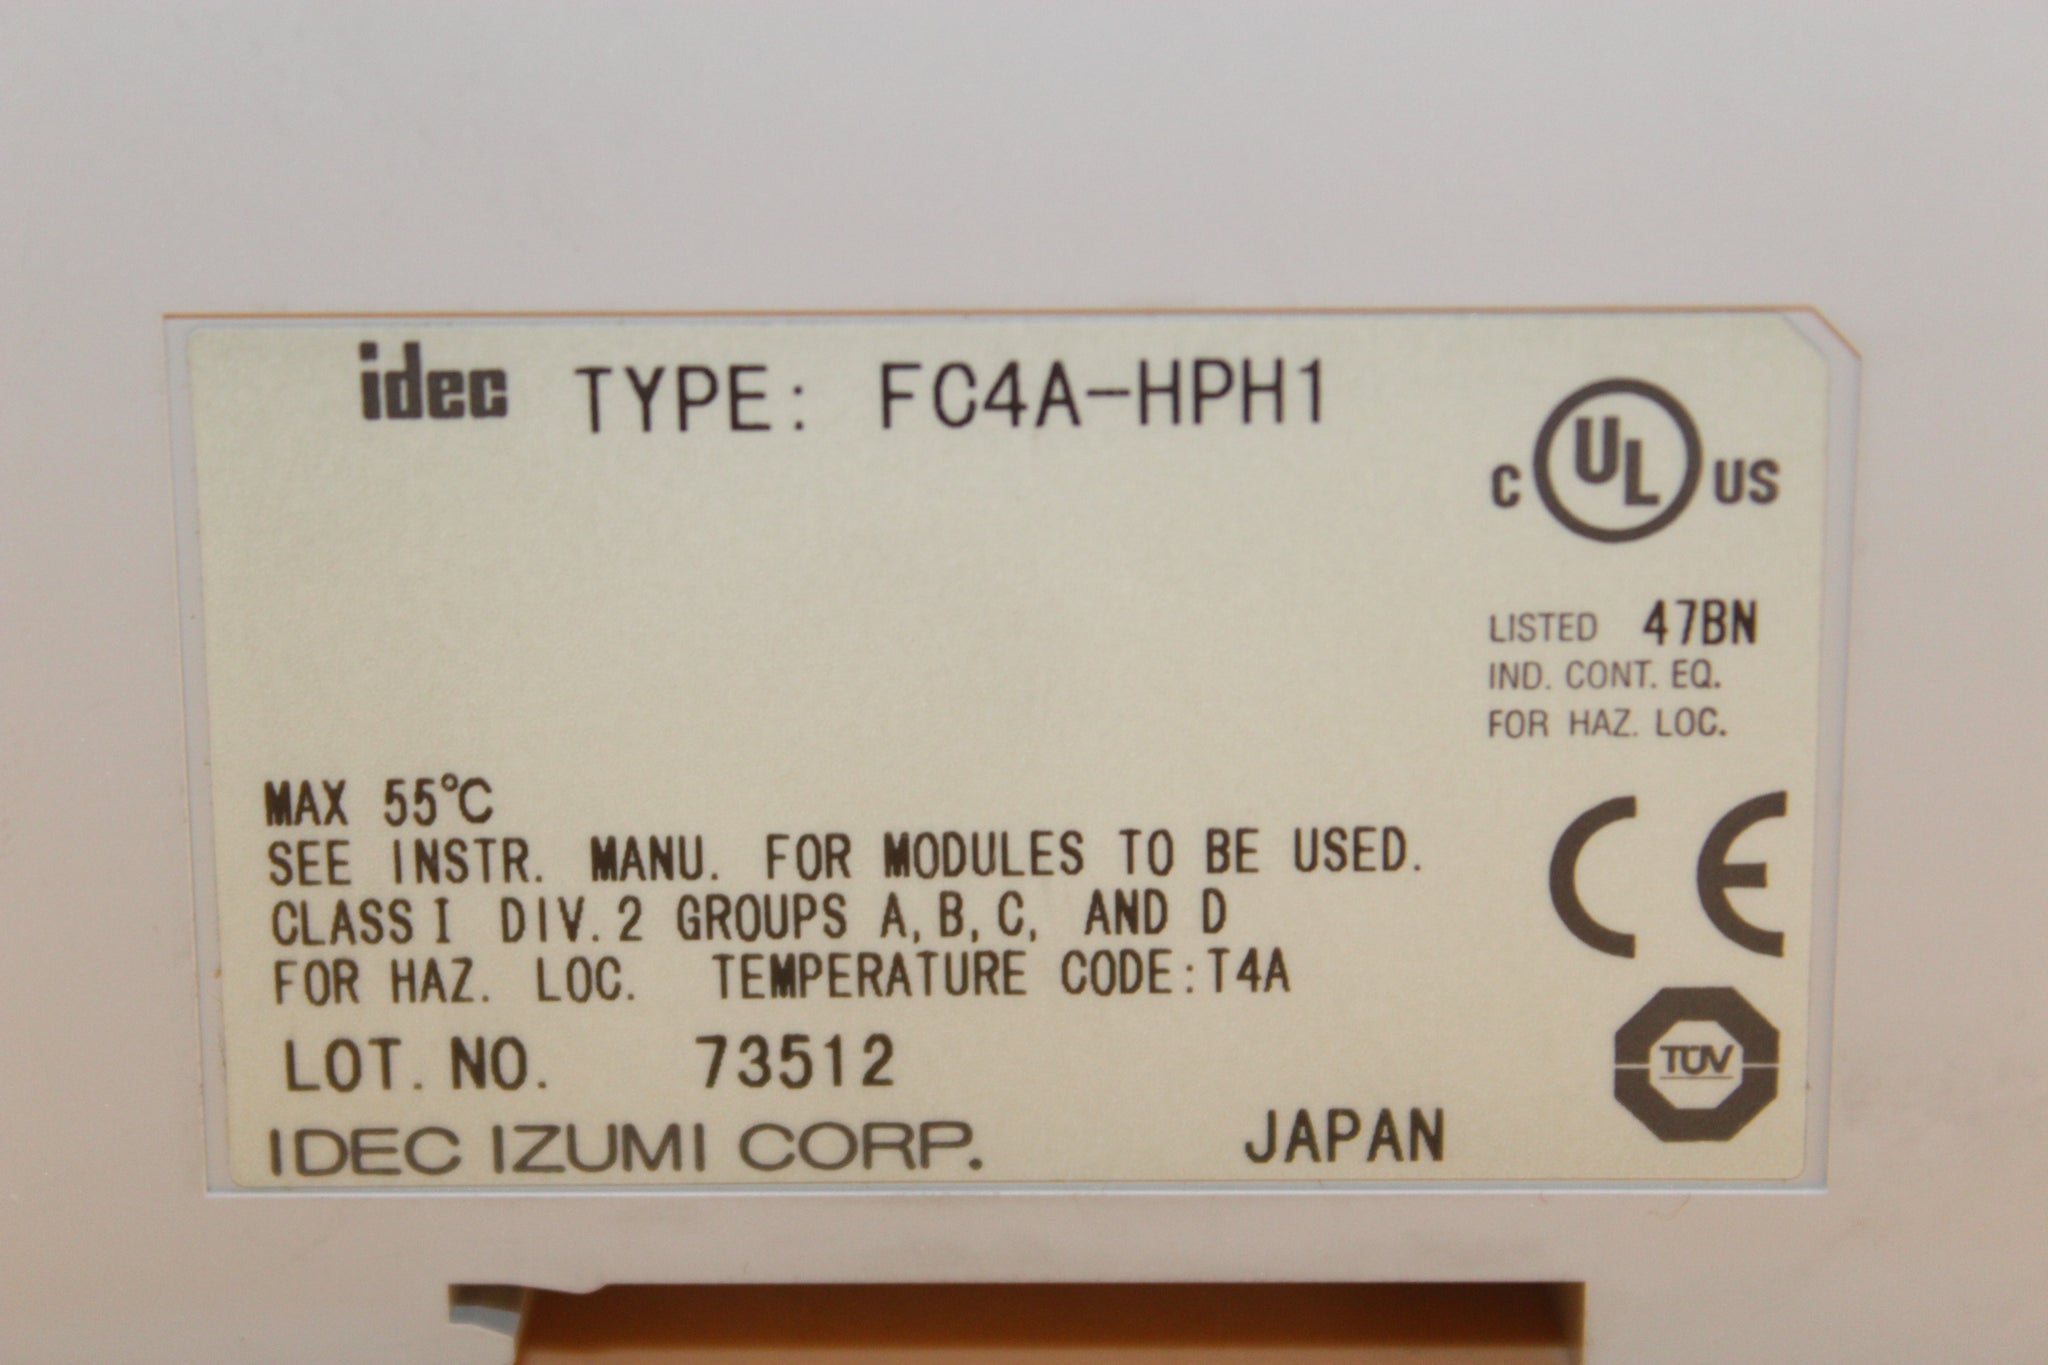 idec TYPE: FC4A-HPH1
C UL US
LISTED 47BN
IND. CONT. EQ.
FOR HAZ. LOC.
MAX 55℃
SEE INSTR. MANU. FOR MODULES TO BE USED.
CLASS I DIV. 2 GROUPS A, B, C, AND D
FOR HAZ. LOC. TEMPERATURE CODE:T4A
CE
LOT. NO. 73512
TÜV
IDEC IZUMI CORP. JAPAN